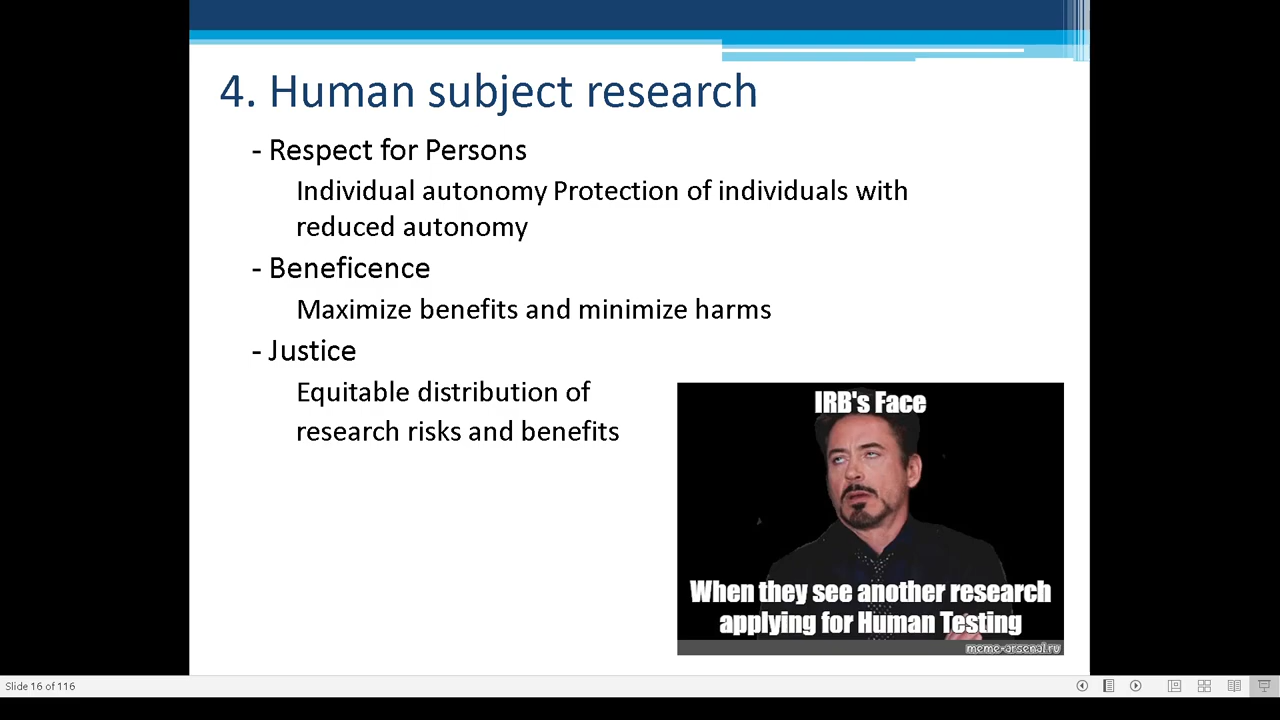 4. Human subject research
- Respect for Persons
Individual autonomy Protection of individuals with
reduced autonomy
- Beneficence
Maximize benefits and minimize harms
- Justice
Equitable distribution of
research risks and benefits
IRB's Face
When they see another research
applying for Human Testing
meme-arsenal.ru
Slide 16 of 116